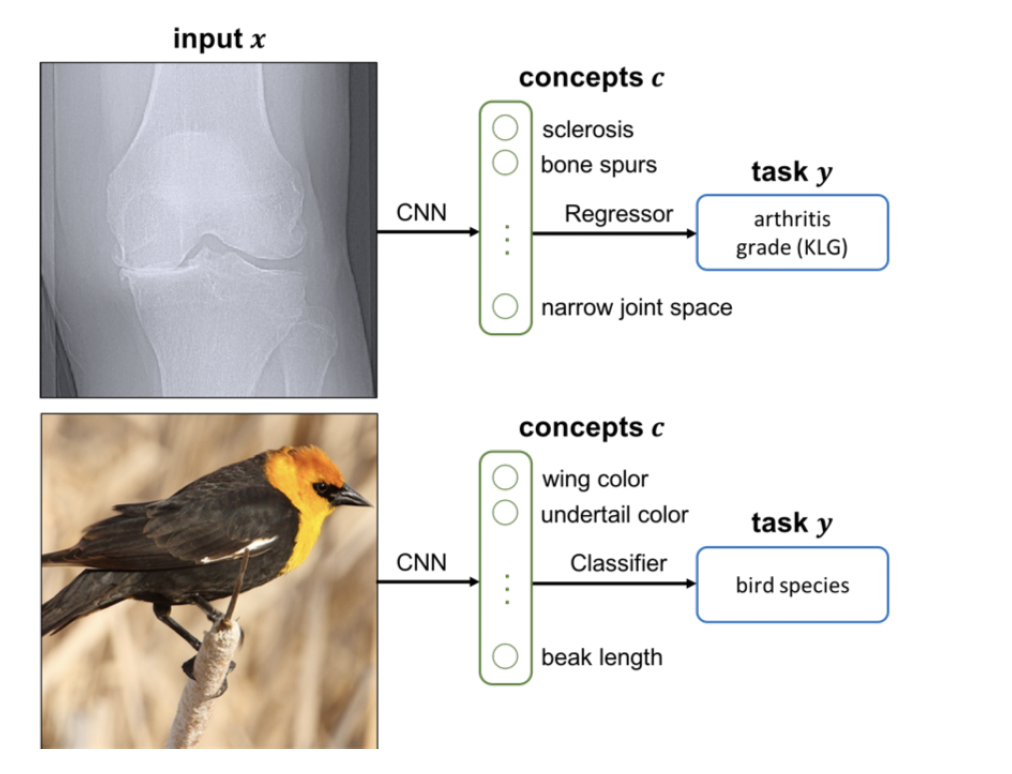 input x
concepts c
sclerosis
bone spurs
task y
CNN
Regressor
arthritis
grade (KLG)
narrow joint space
concepts c
wing color
undertail color
task y
CNN
Classifier
bird species
beak length